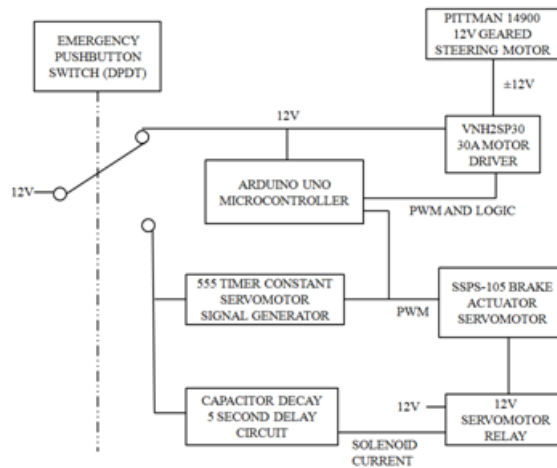 EMERGENCY
PUSHBUTTON
SWITCH (DPDT)
PITTMAN 14900
12V GEARED
STEERING MOTOR
±12V
12V
VNH2SP30
30A MOTOR
DRIVER
12V
ARDUINO UNO
MICROCONTROLLER
PWM AND LOGIC
555 TIMER CONSTANT
SERVOMOTOR
SIGNAL GENERATOR
PWM
SSPS-105 BRAKE
ACTUATOR
SERVOMOTOR
CAPACITOR DECAY
5 SECOND DELAY
CIRCUIT
SOLENOID
CURRENT
12V
12V
SERVOMOTOR
RELAY